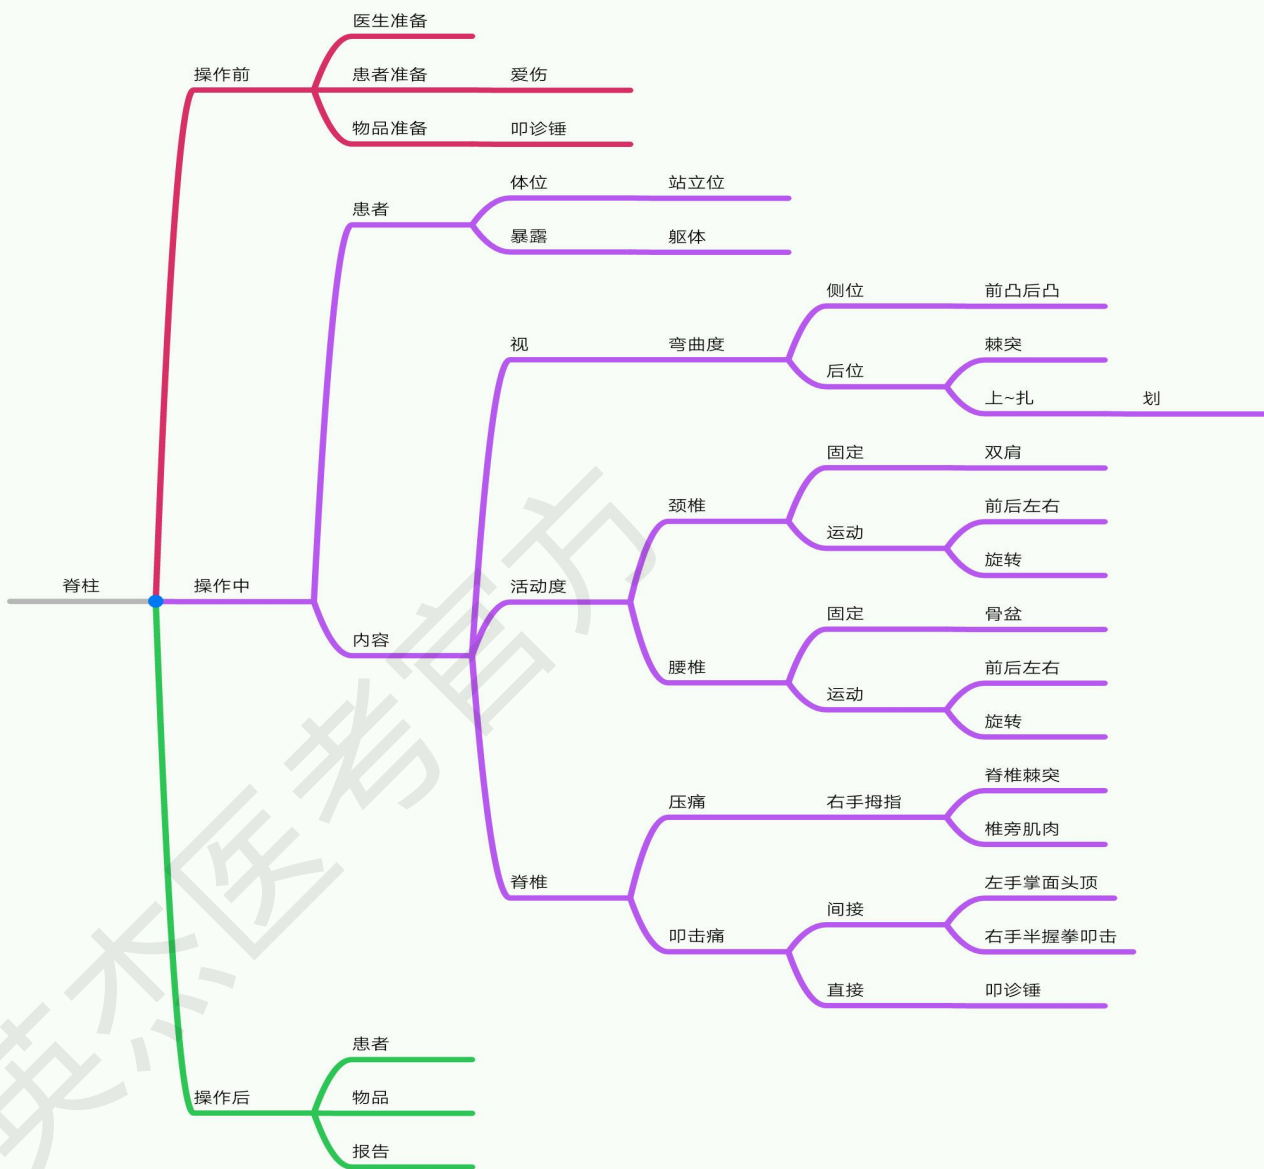 医生准备
操作前
患者准备
爱伤
物品准备
叩诊锤
体位
站立位
患者
暴露
躯体
侧位
前凸后凸
视
弯曲度
后位
棘突
上~扎
划
固定
双肩
颈椎
运动
前后左右
旋转
脊柱
操作中
活动度
内容
固定
骨盆
腰椎
运动
前后左右
旋转
压痛
右手拇指
脊椎棘突
椎旁肌肉
脊椎
间接
左手掌面头顶
叩击痛
右手半握拳叩击
直接
叩诊锤
患者
操作后
物品
报告
英杰医考官方